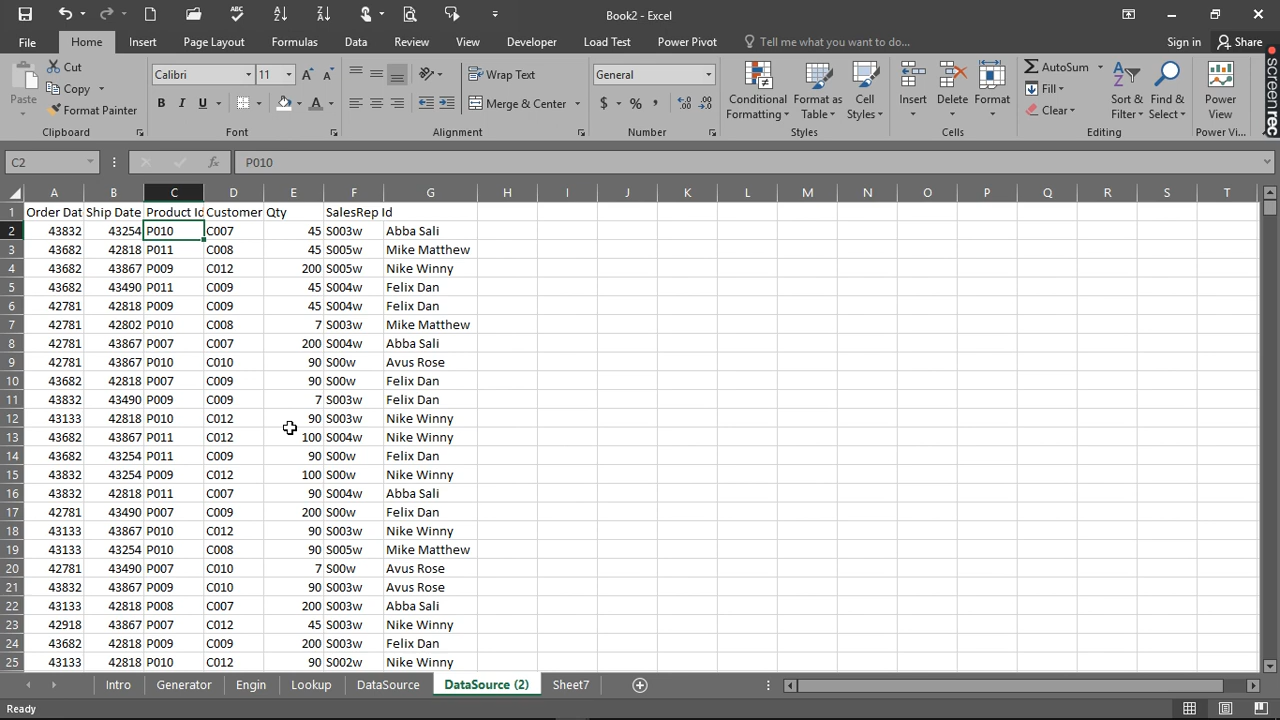 Book2 - Excel
File Home Insert Draw Page Layout Formulas Data Review View Developer Load Test Power Pivot Tell me what you want to do... Sign in Share
Cut Calibri 11 Wrap Text General AutoSum
Copy Fill
Paste Format Painter Merge & Center Conditional Formatting Format as Table Cell Styles Insert Delete Format Clear Sort & Filter Find & Select Power View
Clipboard Font Alignment Number Styles Cells Editing Power Vi...
screenrec
C2 fx P010
A B C D E F G H I J K L M N O P Q R S T
1 Order Dat Ship Date Product Id Customer Qty SalesRep Id
2 43832 43254 P010 C007 45 S003w Abba Sali
3 43682 42818 P011 C008 45 S005w Mike Matthew
4 43682 43867 P009 C012 200 S005w Nike Winny
5 43682 43490 P011 C009 45 S004w Felix Dan
6 42781 42818 P009 C009 45 S004w Felix Dan
7 42781 42802 P010 C008 7 S003w Mike Matthew
8 42781 43867 P007 C007 200 S004w Abba Sali
9 42781 43867 P010 C010 90 S00w Avus Rose
10 43682 42818 P007 C009 90 S00w Felix Dan
11 43832 43490 P009 C009 7 S003w Felix Dan
12 43133 42818 P010 C012 90 S003w Nike Winny
13 43682 43867 P011 C012 100 S004w Nike Winny
14 43682 43254 P011 C009 90 S00w Felix Dan
15 43832 43254 P009 C012 100 S00w Nike Winny
16 43832 42818 P011 C007 90 S004w Abba Sali
17 42781 43490 P007 C009 200 S00w Felix Dan
18 43133 43867 P010 C012 90 S003w Nike Winny
19 43133 43254 P010 C008 90 S005w Mike Matthew
20 42781 43490 P007 C010 7 S00w Avus Rose
21 43832 43867 P009 C010 90 S003w Avus Rose
22 43133 42818 P008 C007 200 S003w Abba Sali
23 42918 43867 P007 C012 45 S003w Nike Winny
24 43682 42818 P009 C009 200 S003w Felix Dan
25 43133 42818 P010 C012 90 S002w Nike Winny
Intro Generator Engin Lookup DataSource DataSource (2) Sheet7
Ready